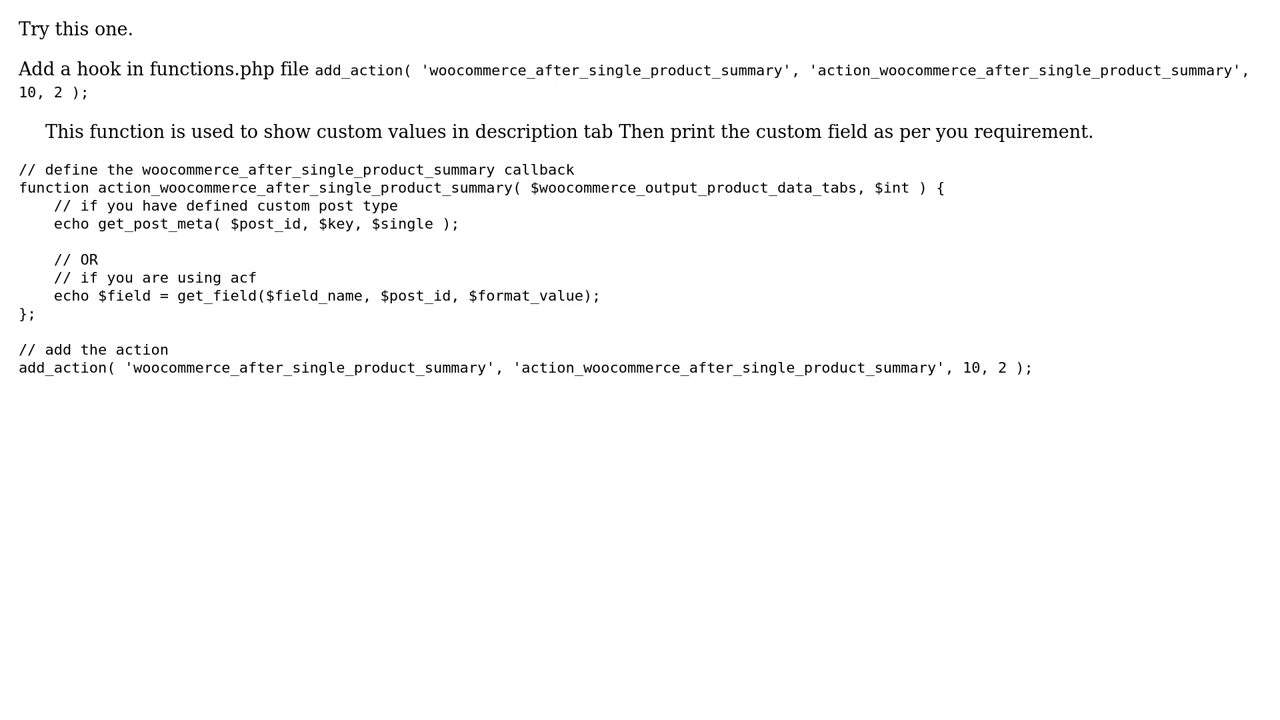 Try this one.
Add a hook in functions.php file add_action( 'woocommerce_after_single_product_summary', 'action_woocommerce_after_single_product_summary',
10, 2 );
This function is used to show custom values in description tab Then print the custom field as per you requirement.
// define the woocommerce_after_single_product_summary callback
function action_woocommerce_after_single_product_summary( $woocommerce_output_product_data_tabs, $int ) {
    // if you have defined custom post type
    echo get_post_meta( $post_id, $key, $single );

    // OR
    // if you are using acf
    echo $field = get_field($field_name, $post_id, $format_value);
};

// add the action
add_action( 'woocommerce_after_single_product_summary', 'action_woocommerce_after_single_product_summary', 10, 2 );